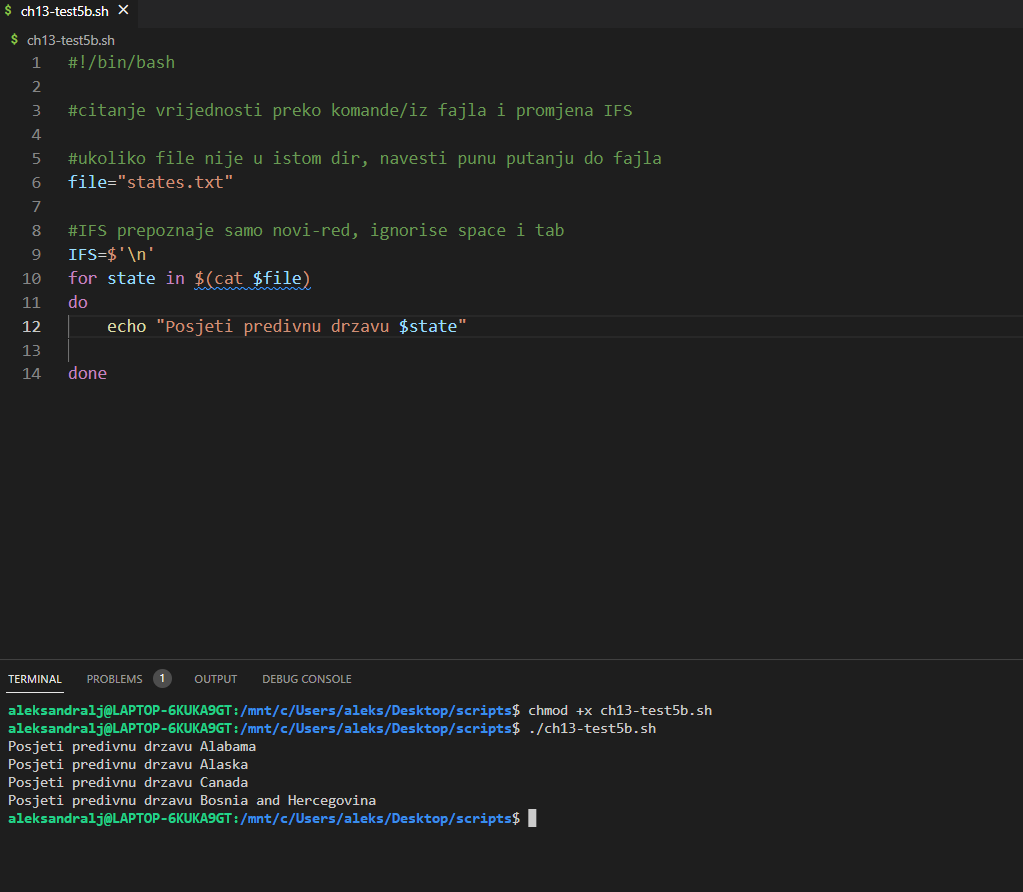 $ ch13-test5b.sh ×
$ ch13-test5b.sh
1 #!/bin/bash
2
3 #citanje vrijednosti preko komande/iz fajla i promjena IFS
4
5 #ukoliko file nije u istom dir, navesti punu putanju do fajla
6 file="states.txt"
7
8 #IFS prepoznaje samo novi-red, ignorise space i tab
9 IFS=$'\n'
10 for state in $(cat $file)
11 do
12     echo "Posjeti predivnu drzavu $state"
13
14 done
TERMINAL PROBLEMS 1 OUTPUT DEBUG CONSOLE
aleksandralj@LAPTOP-6KUKA9GT:/mnt/c/Users/aleks/Desktop/scripts$ chmod +x ch13-test5b.sh
aleksandralj@LAPTOP-6KUKA9GT:/mnt/c/Users/aleks/Desktop/scripts$ ./ch13-test5b.sh
Posjeti predivnu drzavu Alabama
Posjeti predivnu drzavu Alaska
Posjeti predivnu drzavu Canada
Posjeti predivnu drzavu Bosnia and Hercegovina
aleksandralj@LAPTOP-6KUKA9GT:/mnt/c/Users/aleks/Desktop/scripts$